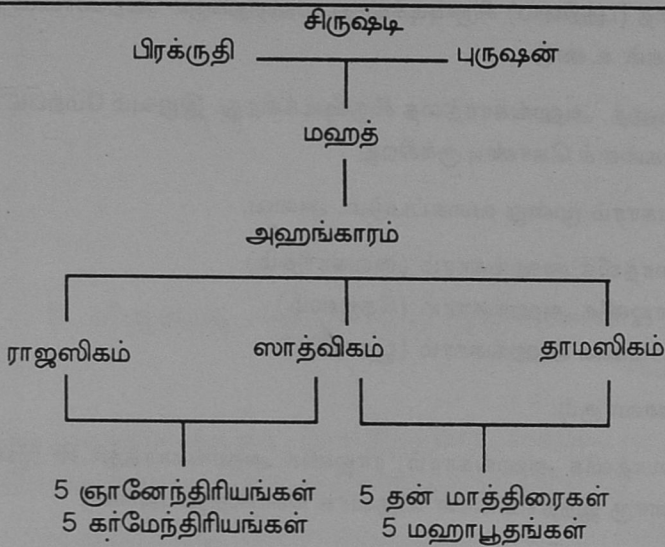 சிருஷ்டி
பிரக்ருதி புருஷன்
மஹத்
அஹங்காரம்
ராஜஸிகம் ஸாத்விகம் தாமஸிகம்
5 ஞானேந்திரியங்கள் 5 தன் மாத்திரைகள்
5 கர்மேந்திரியங்கள் 5 மஹாபூதங்கள்